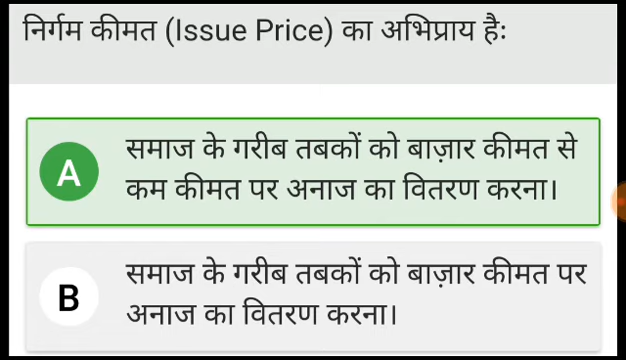 निर्गम कीमत (Issue Price) का अभिप्राय है:
A
समाज के गरीब तबकों को बाज़ार कीमत से
कम कीमत पर अनाज का वितरण करना।
B
समाज के गरीब तबकों को बाज़ार कीमत पर
अनाज का वितरण करना।